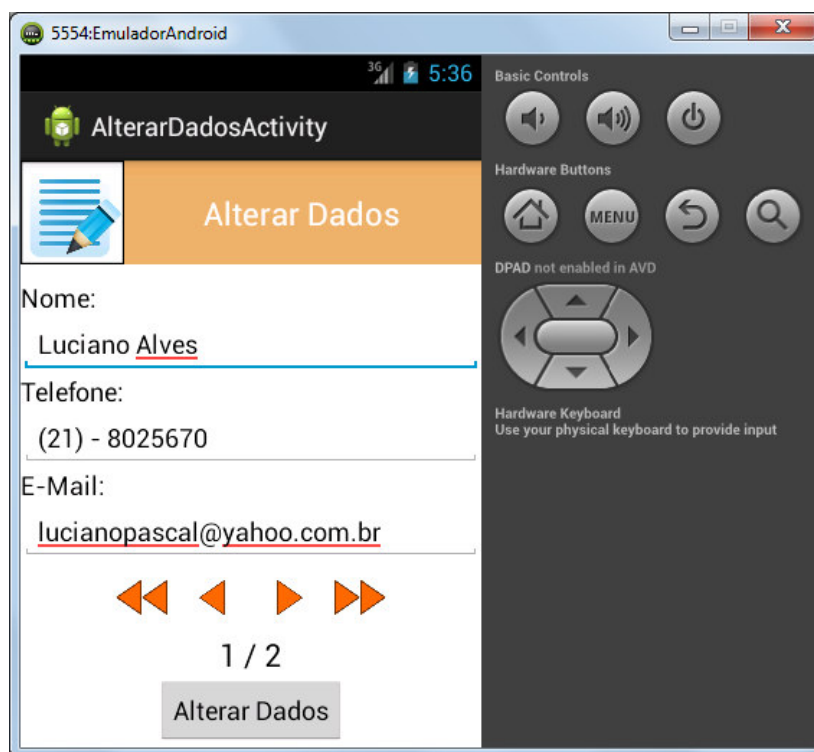 5554:EmuladorAndroid
3G 5:36
AlterarDadosActivity
Alterar Dados
Nome:
Luciano Alves
Telefone:
(21) - 8025670
E-Mail:
lucianopascal@yahoo.com.br
1 / 2
Alterar Dados
Basic Controls
Hardware Buttons
MENU
DPAD not enabled in AVD
Hardware Keyboard
Use your physical keyboard to provide input